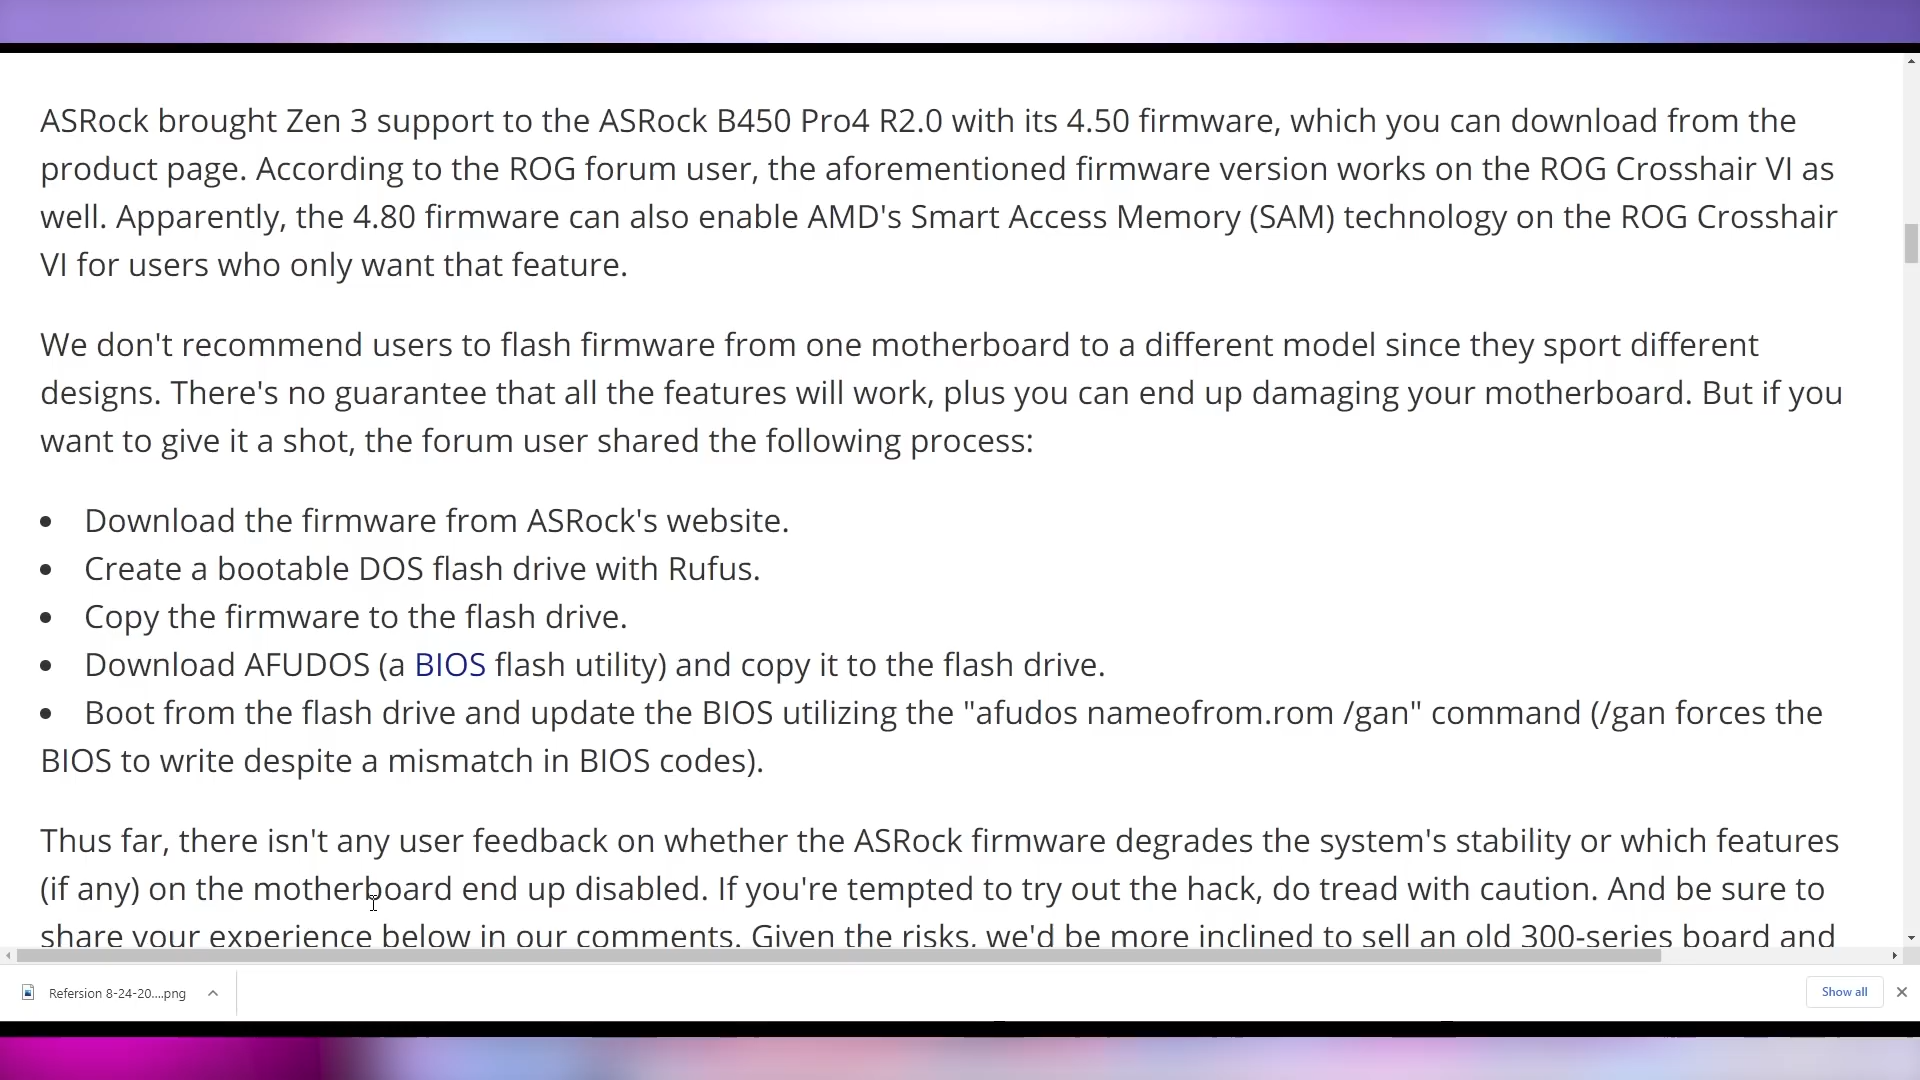 ASRock brought Zen 3 support to the ASRock B450 Pro4 R2.0 with its 4.50 firmware, which you can download from the
product page. According to the ROG forum user, the aforementioned firmware version works on the ROG Crosshair VI as
well. Apparently, the 4.80 firmware can also enable AMD's Smart Access Memory (SAM) technology on the ROG Crosshair
VI for users who only want that feature.
We don't recommend users to flash firmware from one motherboard to a different model since they sport different
designs. There's no guarantee that all the features will work, plus you can end up damaging your motherboard. But if you
want to give it a shot, the forum user shared the following process:
• Download the firmware from ASRock's website.
• Create a bootable DOS flash drive with Rufus.
• Copy the firmware to the flash drive.
• Download AFUDOS (a BIOS flash utility) and copy it to the flash drive.
• Boot from the flash drive and update the BIOS utilizing the "afudos nameofrom.rom /gan" command (/gan forces the
BIOS to write despite a mismatch in BIOS codes).
Thus far, there isn't any user feedback on whether the ASRock firmware degrades the system's stability or which features
(if any) on the motherboard end up disabled. If you're tempted to try out the hack, do tread with caution. And be sure to
share your experience below in our comments. Given the risks, we'd be more inclined to sell an old 300-series board and
Refersion 8-24-20....png
Show all